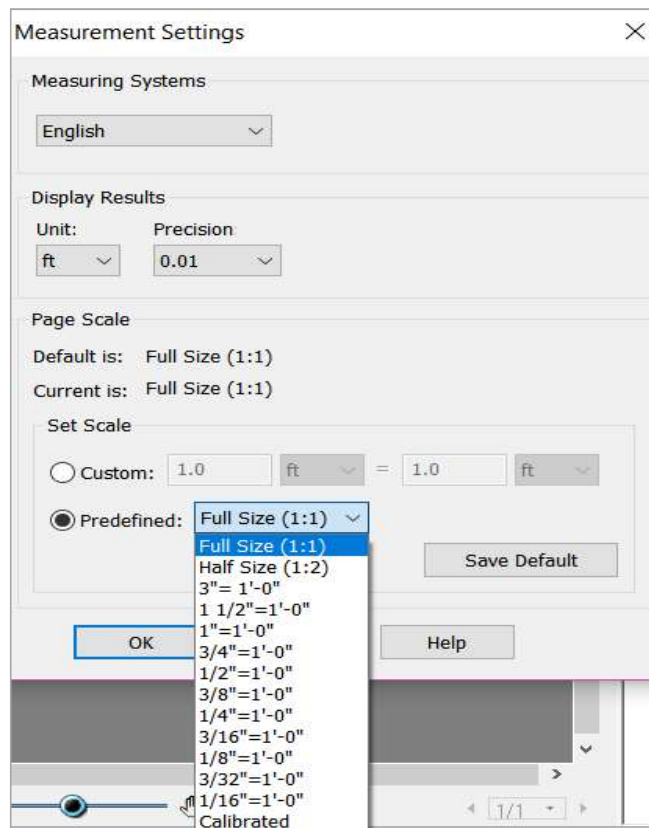 Measurement Settings
Measuring Systems
English
Display Results
Unit: Precision
ft 0.01
Page Scale
Default is: Full Size (1:1)
Current is: Full Size (1:1)
Set Scale
Custom: 1.0 ft = 1.0 ft
Predefined: Full Size (1:1)
Full Size (1:1)
Half Size (1:2)
Save Default
3"= 1'-0"
1 1/2"=1'-0"
1"=1'-0"
OK Help
3/4"=1'-0"
1/2"=1'-0"
3/8"=1'-0"
1/4"=1'-0"
3/16"=1'-0"
1/8"=1'-0"
3/32"=1'-0"
1/16"=1'-0"
1/1
Calibrated